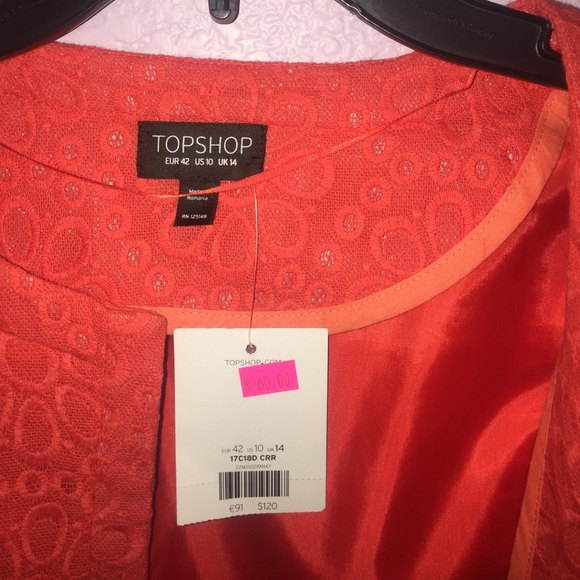 TOPSHOP
EUR 42 US 10 UK 14
Romania
RN 125149
TOPSHOP.COM
60.00
EUR 42 US 10 UK 14
17C18D CRR
€91 $120